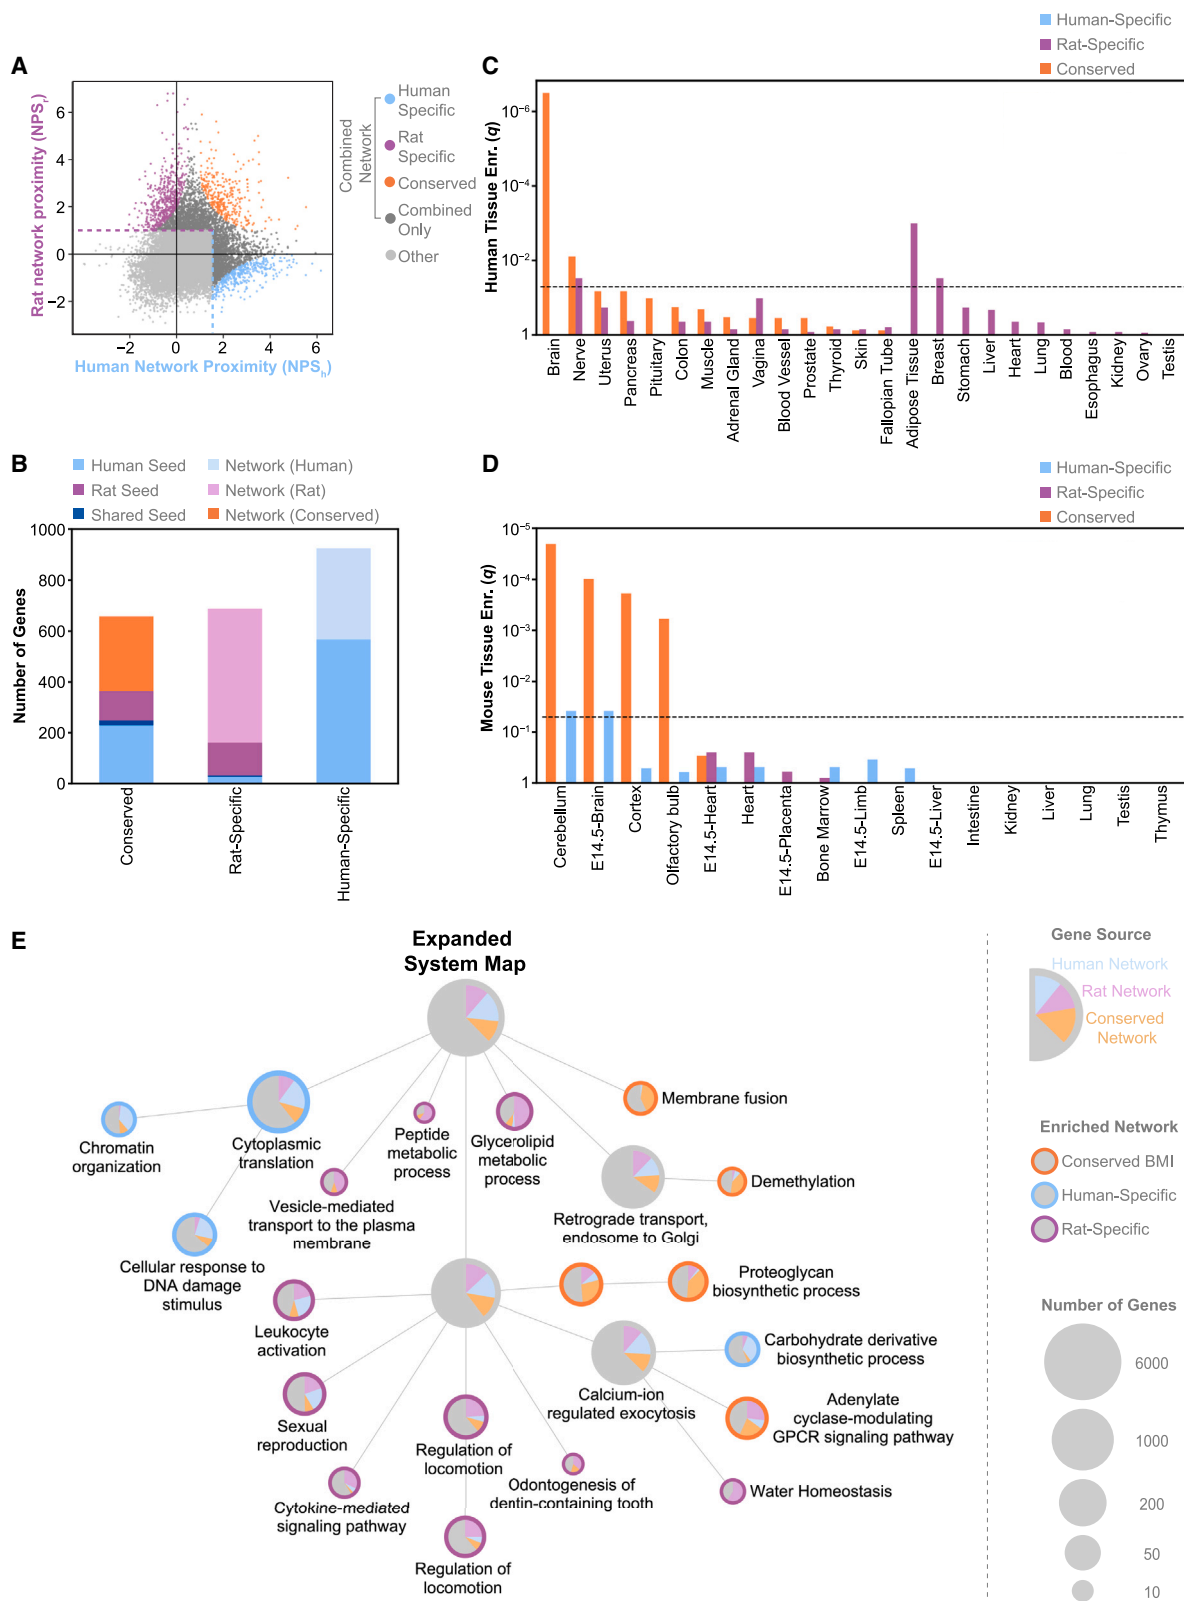 A
Rat network proximity (NPSr)
6
4
2
0
−2
−2
0
2
4
6
Human Network Proximity (NPSh)
Combined
Network
Human
Specific
Rat
Specific
Conserved
Combined
Only
Other
C
Human-Specific
Rat-Specific
Conserved
Human Tissue Enr. (q)
10-6
10-4
10-2
1
Brain
Nerve
Uterus
Pancreas
Pituitary
Colon
Muscle
Adrenal Gland
Vagina
Blood Vessel
Prostate
Thyroid
Skin
Fallopian Tube
Adipose Tissue
Breast
Stomach
Liver
Heart
Lung
Blood
Esophagus
Kidney
Ovary
Testis
B
Human Seed
Rat Seed
Shared Seed
Network (Human)
Network (Rat)
Network (Conserved)
Number of Genes
1000
800
600
400
200
0
Conserved
Rat-Specific
Human-Specific
D
Human-Specific
Rat-Specific
Conserved
Mouse Tissue Enr. (q)
10-5
10-4
10-3
10-2
10-1
1
Cerebellum
E14.5-Brain
Cortex
Olfactory bulb
E14.5-Heart
Heart
E14.5-Placenta
Bone Marrow
E14.5-Limb
Spleen
E14.5-Liver
Intestine
Kidney
Liver
Lung
Testis
Thymus
E
Expanded
System Map
Membrane fusion
Chromatin
organization
Cytoplasmic
translation
Peptide
metabolic
process
Glycerolipid
metabolic
process
Vesicle-mediated
transport to the plasma
membrane
Demethylation
Retrograde transport,
endosome to Golgi
Cellular response to
DNA damage
stimulus
Proteoglycan
biosynthetic process
Leukocyte
activation
Carbohydrate derivative
biosynthetic process
Calcium-ion
regulated exocytosis
Adenylate
cyclase-modulating
GPCR signaling pathway
Sexual
reproduction
Regulation of
locomotion
Odontogenesis of
dentin-containing tooth
Water Homeostasis
Cytokine-mediated
signaling pathway
Regulation of
locomotion
Gene Source
Human Network
Rat Network
Conserved
Network
Enriched Network
Conserved BMI
Human-Specific
Rat-Specific
Number of Genes
6000
1000
200
50
10